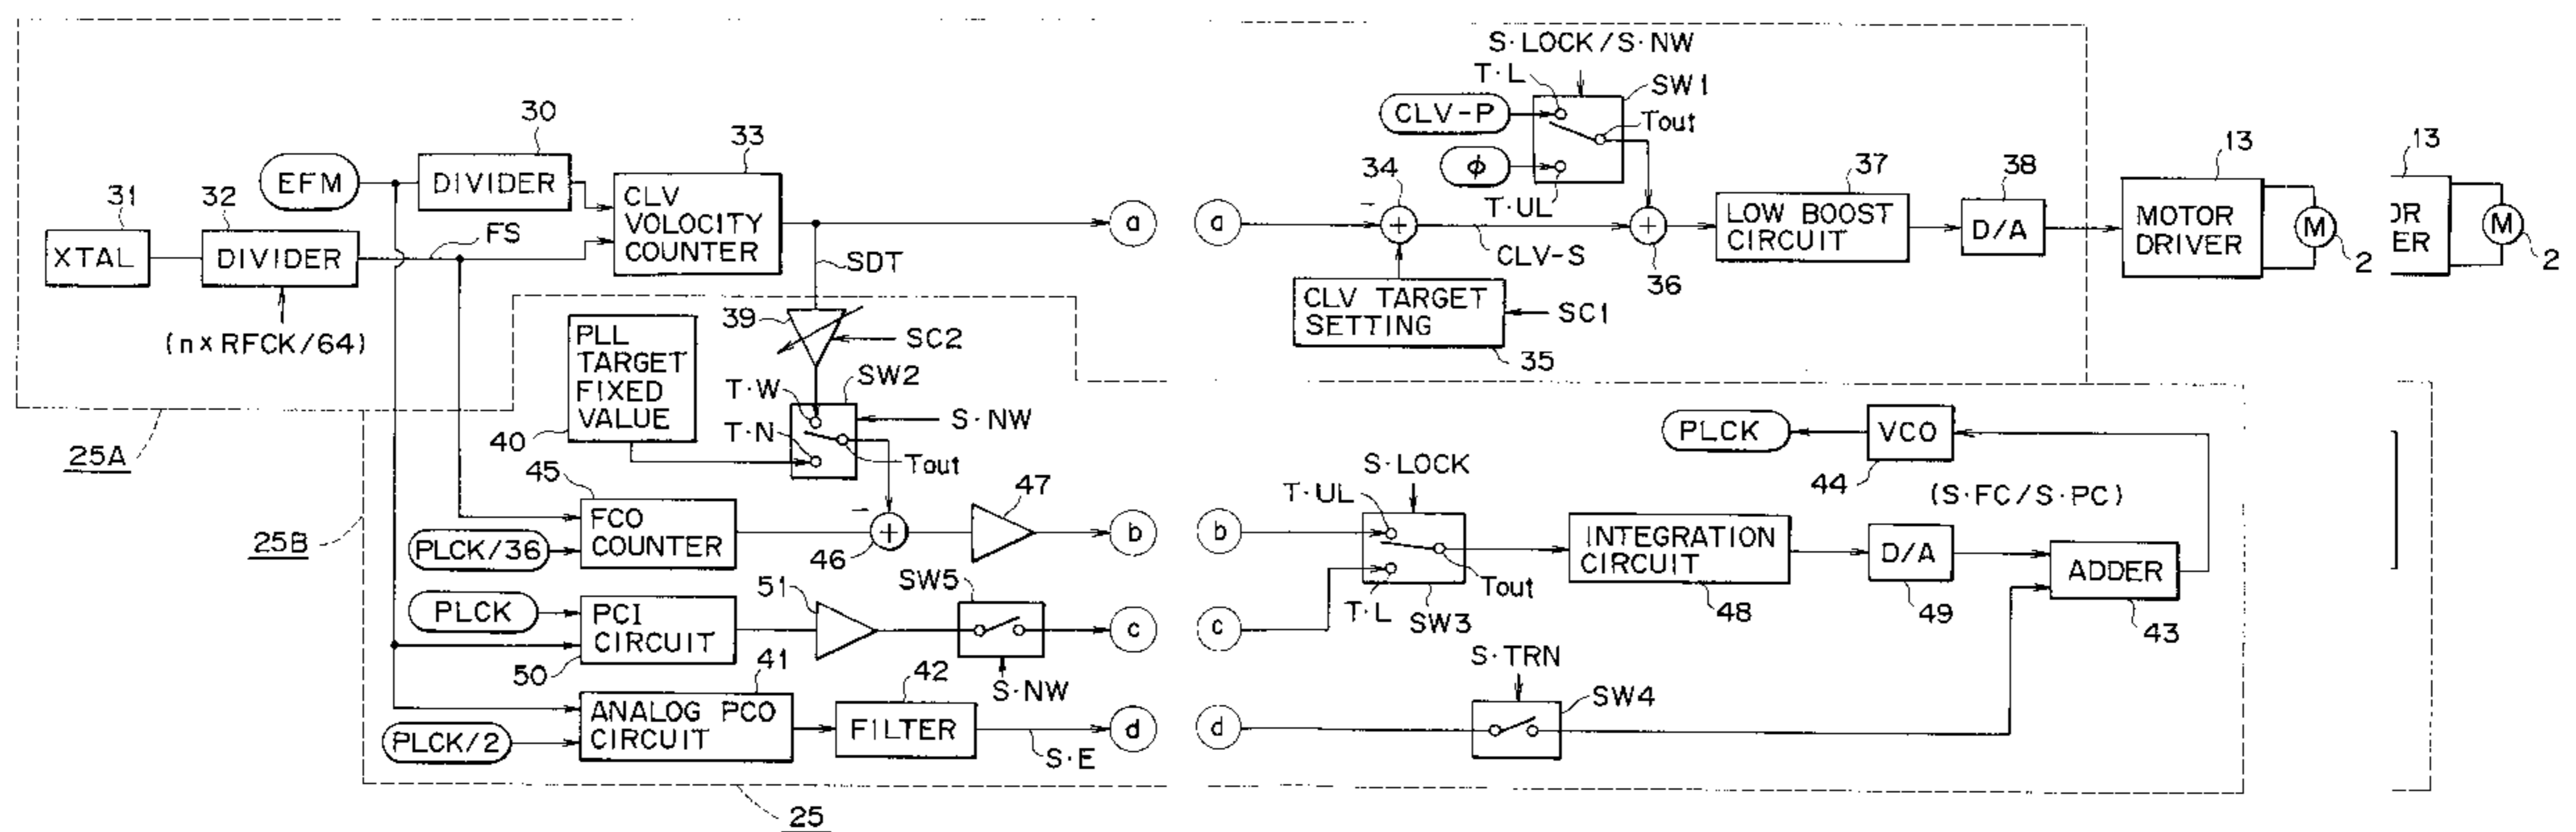 S·LOCK/S·NW
T·L
SW1
CLV-P
Tout
φ
T·UL
30
33
EFM
DIVIDER
31
32
XTAL
DIVIDER
FS
CLV
VOLOCITY
COUNTER
(n×RFCK/64)
SDT
a
a
34
-
+
CLV-S
+
36
37
LOW BOOST
CIRCUIT
38
D/A
13
MOTOR
DRIVER
M
2
13
OR
ER
M
2
CLV TARGET
SETTING
SC1
35
39
SC2
PLL
TARGET
FIXED
VALUE
40
T·W
SW2
T·N
S·NW
Tout
25A
25B
45
FCO
COUNTER
PLCK/36
-
+
46
47
b
b
PLCK
PCI
CIRCUIT
50
51
SW5
S·NW
c
c
41
ANALOG PCO
CIRCUIT
PLCK/2
42
FILTER
S·E
d
d
S·LOCK
T·UL
T·L
Tout
SW3
INTEGRATION
CIRCUIT
48
D/A
49
(S·FC/S·PC)
ADDER
43
PLCK
VCO
44
S·TRN
SW4
25